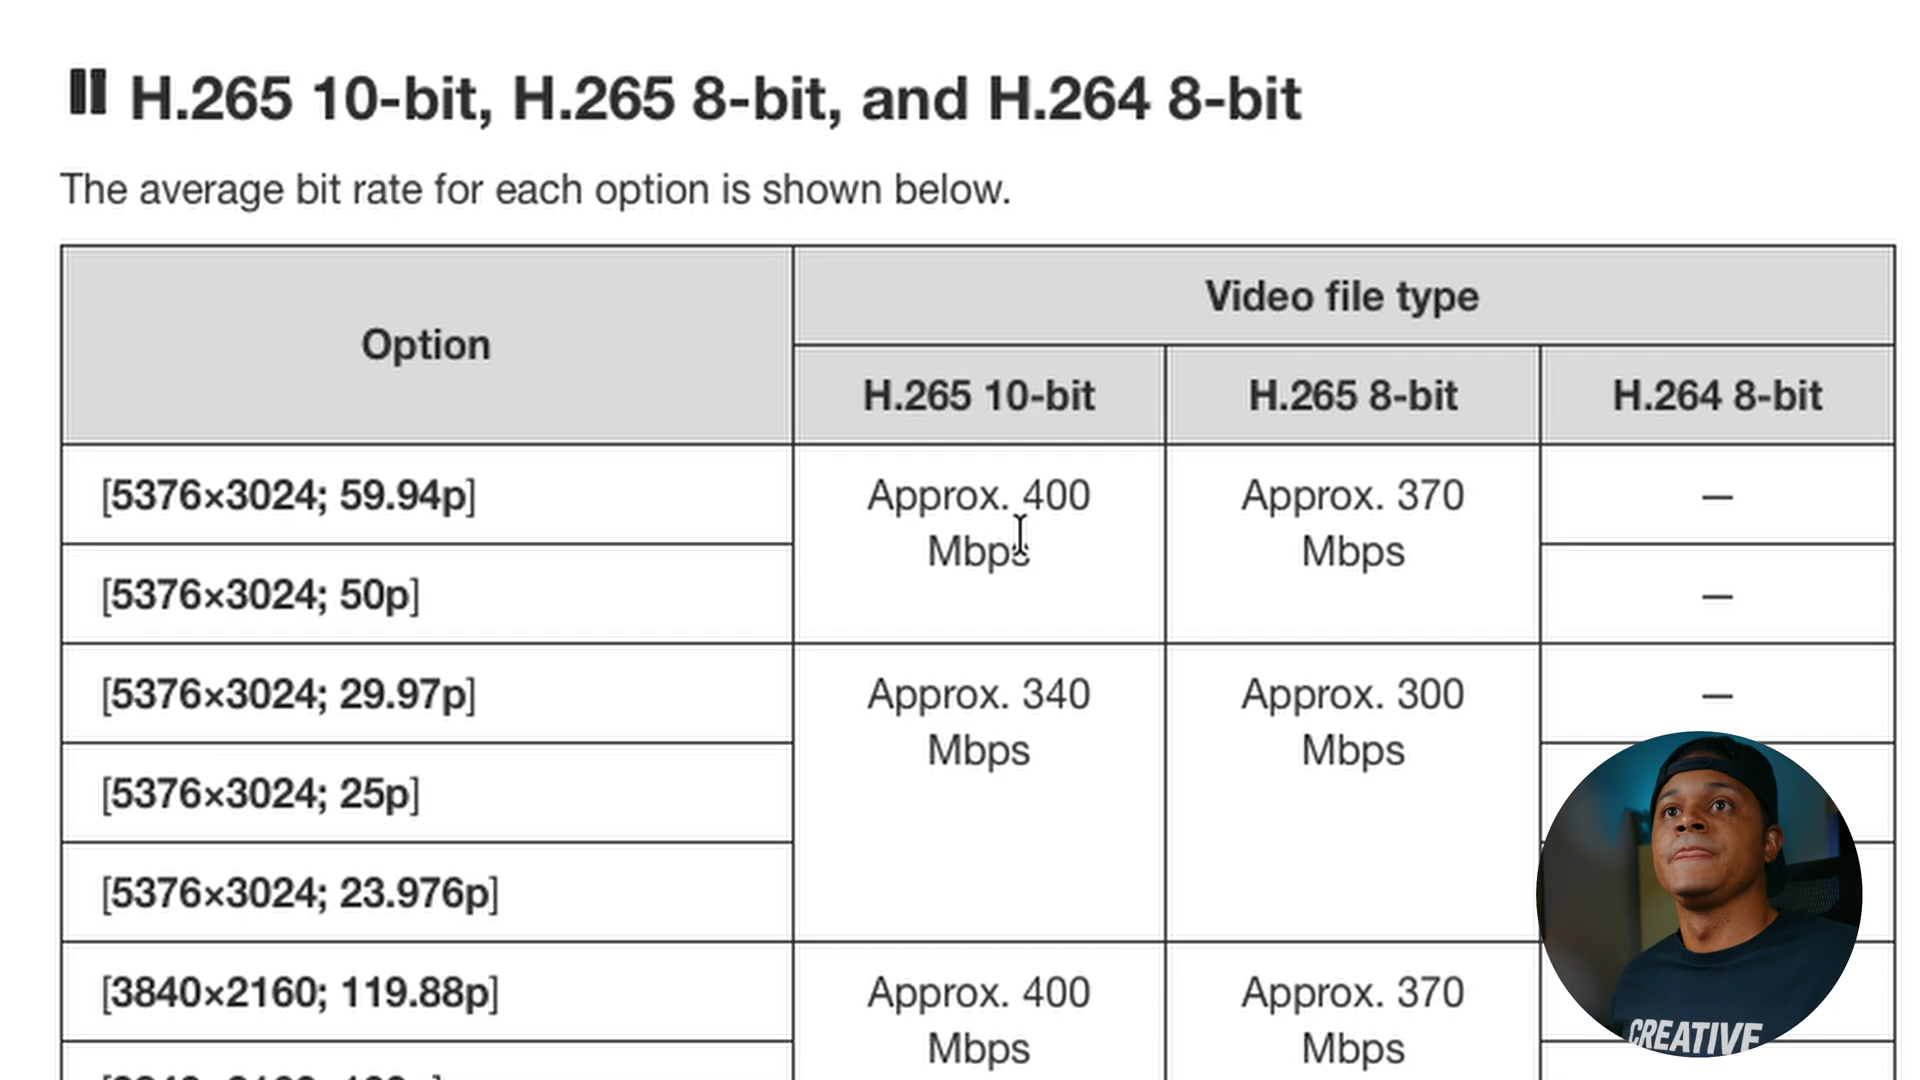 H.265 10-bit, H.265 8-bit, and H.264 8-bit
The average bit rate for each option is shown below.
Option
Video file type
H.265 10-bit
H.265 8-bit
H.264 8-bit
[5376×3024; 59.94p]
Approx. 400
Mbps
Approx. 370
Mbps
—
[5376×3024; 50p]
—
[5376×3024; 29.97p]
Approx. 340
Mbps
Approx. 300
Mbps
—
[5376×3024; 25p]
[5376×3024; 23.976p]
[3840×2160; 119.88p]
Approx. 400
Mbps
Approx. 370
Mbps
CREATIVE